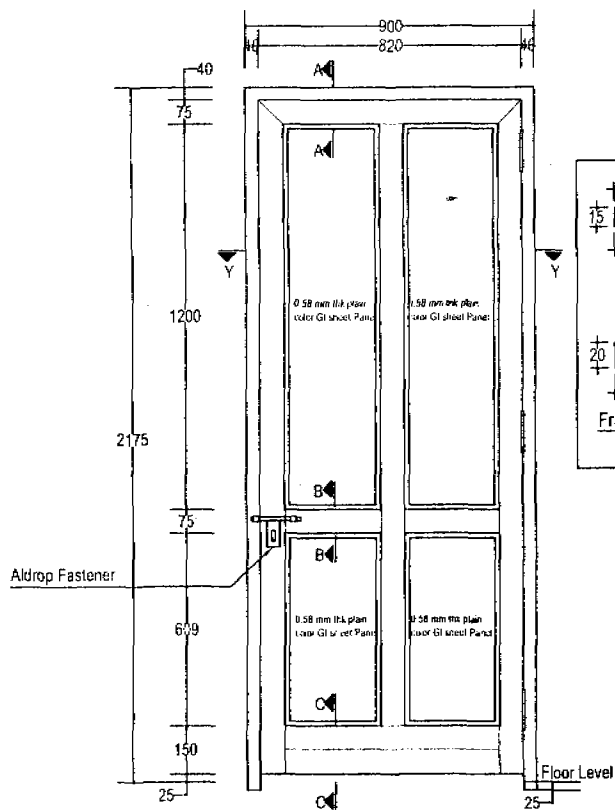 900
40
820
40
40
A
75
A
15
Y
Y
0.58 mm thk plain
color GI sheet Panel
0.58 mm thk plain
color GI sheet Panel
1200
20
Fr
2175
B
75
B
Aldrop Fastener
0.58 mm thk plain
color GI sheet Panel
0.58 mm thk plain
color GI sheet Panel
609
C
150
Floor Level
25
C
25